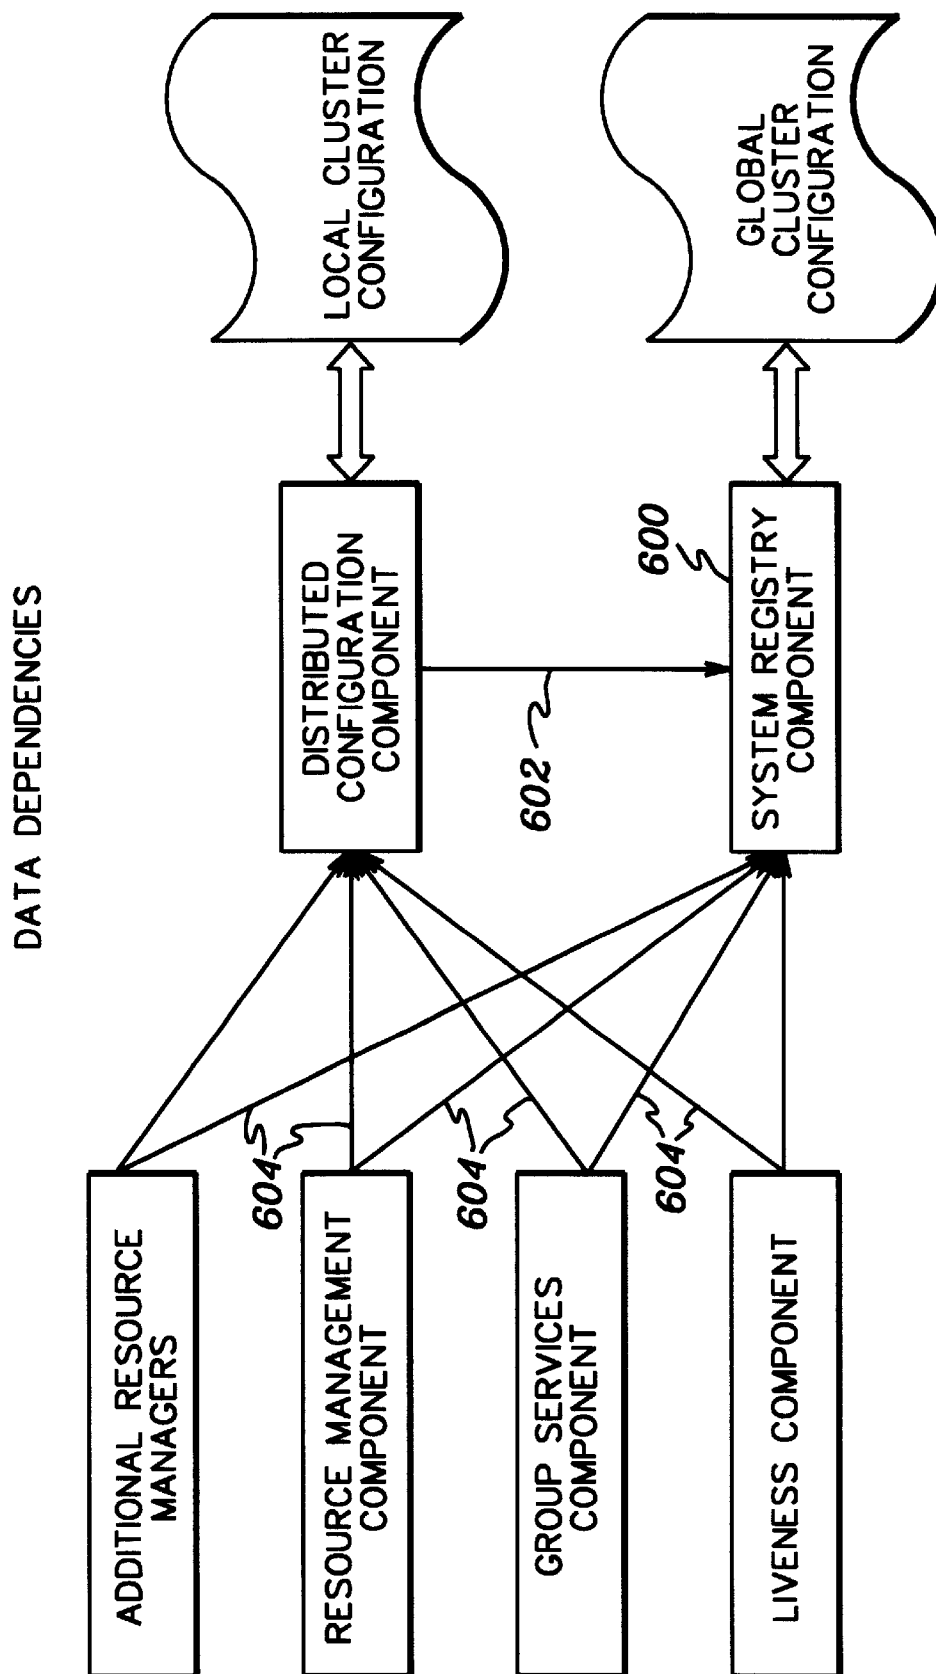 DATA DEPENDENCIES
ADDITIONAL RESOURCE
MANAGERS
RESOURCE MANAGEMENT
COMPONENT
GROUP SERVICES
COMPONENT
LIVENESS COMPONENT
604
604
604
DISTRIBUTED
CONFIGURATION
COMPONENT
602
600
SYSTEM REGISTRY
COMPONENT
LOCAL CLUSTER
CONFIGURATION
GLOBAL
CLUSTER
CONFIGURATION